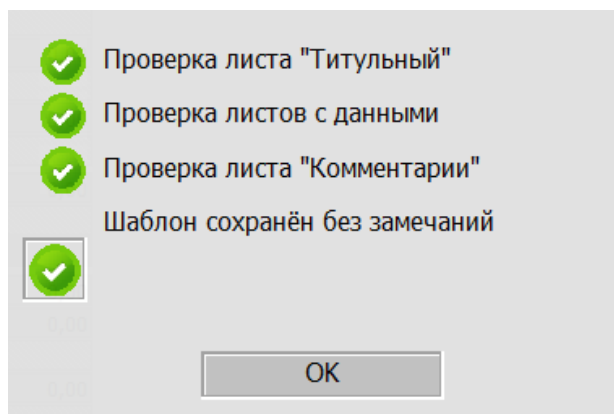 Проверка листа "Титульный"
Проверка листов с данными
Проверка листа "Комментарии"
Шаблон сохранён без замечаний
0,00
OK
0,00